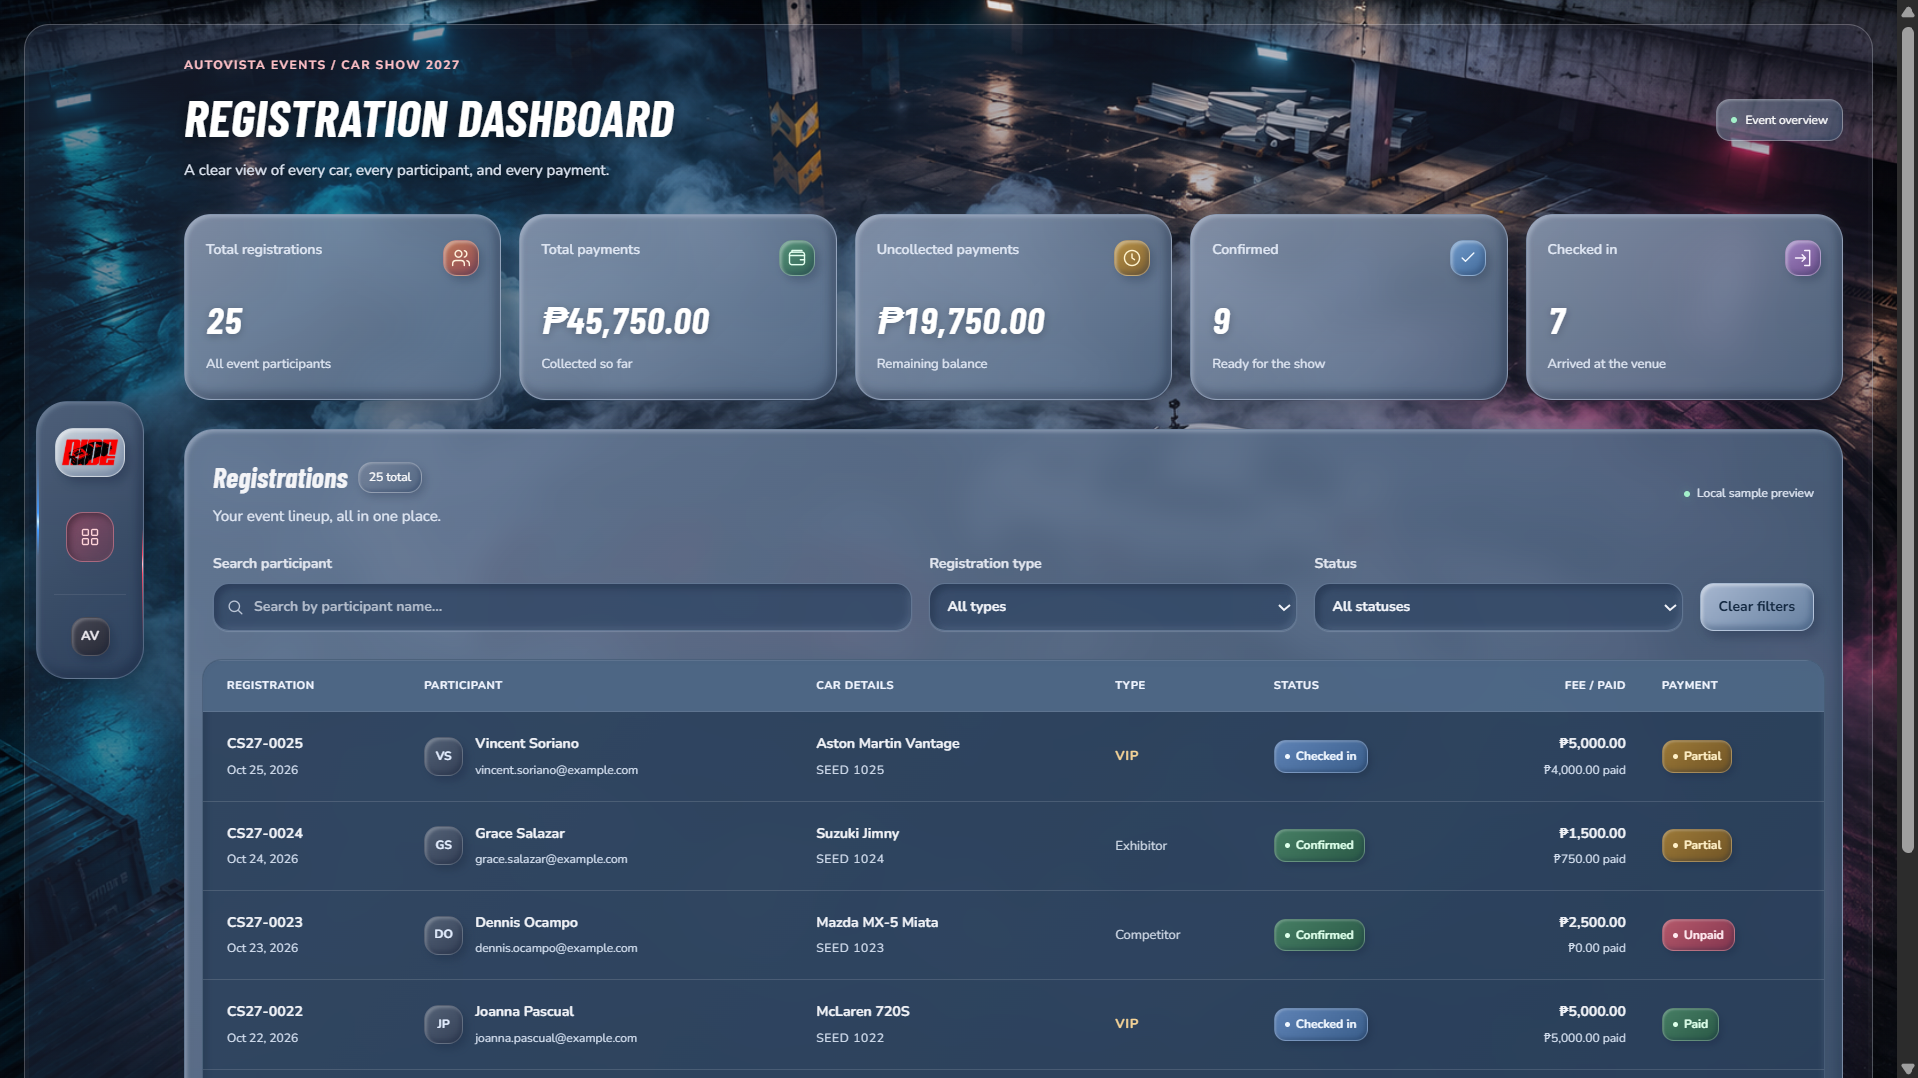 AUTOVISTA EVENTS / CAR SHOW 2027
REGISTRATION DASHBOARD
A clear view of every car, every participant, and every payment.
Event overview
Total registrations
25
All event participants
Total payments
₱45,750.00
Collected so far
Uncollected payments
₱19,750.00
Remaining balance
Confirmed
9
Ready for the show
Checked in
7
Arrived at the venue
AV
Registrations 25 total
Your event lineup, all in one place.
Local sample preview
Search participant Registration type Status
Search by participant name... All types All statuses Clear filters
REGISTRATION PARTICIPANT CAR DETAILS TYPE STATUS FEE / PAID PAYMENT
CS27-0025 Vincent Soriano Aston Martin Vantage ₱5,000.00
VS VIP Checked in Partial
Oct 25, 2026 vincent.soriano@example.com SEED 1025 ₱4,000.00 paid
CS27-0024 Grace Salazar Suzuki Jimny ₱1,500.00
GS Exhibitor Confirmed Partial
Oct 24, 2026 grace.salazar@example.com SEED 1024 ₱750.00 paid
CS27-0023 Dennis Ocampo Mazda MX-5 Miata ₱2,500.00
DO Competitor Confirmed Unpaid
Oct 23, 2026 dennis.ocampo@example.com SEED 1023 ₱0.00 paid
CS27-0022 Joanna Pascual McLaren 720S ₱5,000.00
JP VIP Checked in Paid
Oct 22, 2026 joanna.pascual@example.com SEED 1022 ₱5,000.00 paid